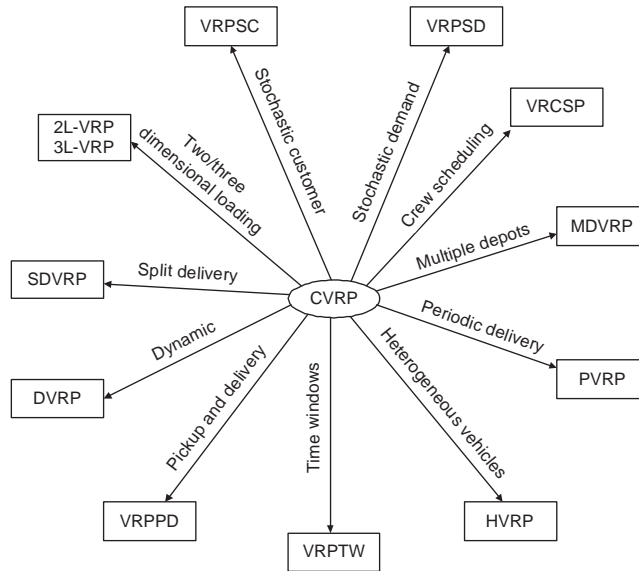 VRPSC
VRPSD
VRCSP
2L-VRP
3L-VRP
Two/three
dimensional loading
Stochastic customer
Stochastic demand
Crew scheduling
MDVRP
Multiple depots
SDVRP
Split delivery
CVRP
Periodic delivery
PVRP
Dynamic
DVRP
Pickup and delivery
Time windows
Heterogeneous vehicles
VRPPD
VRPTW
HVRP